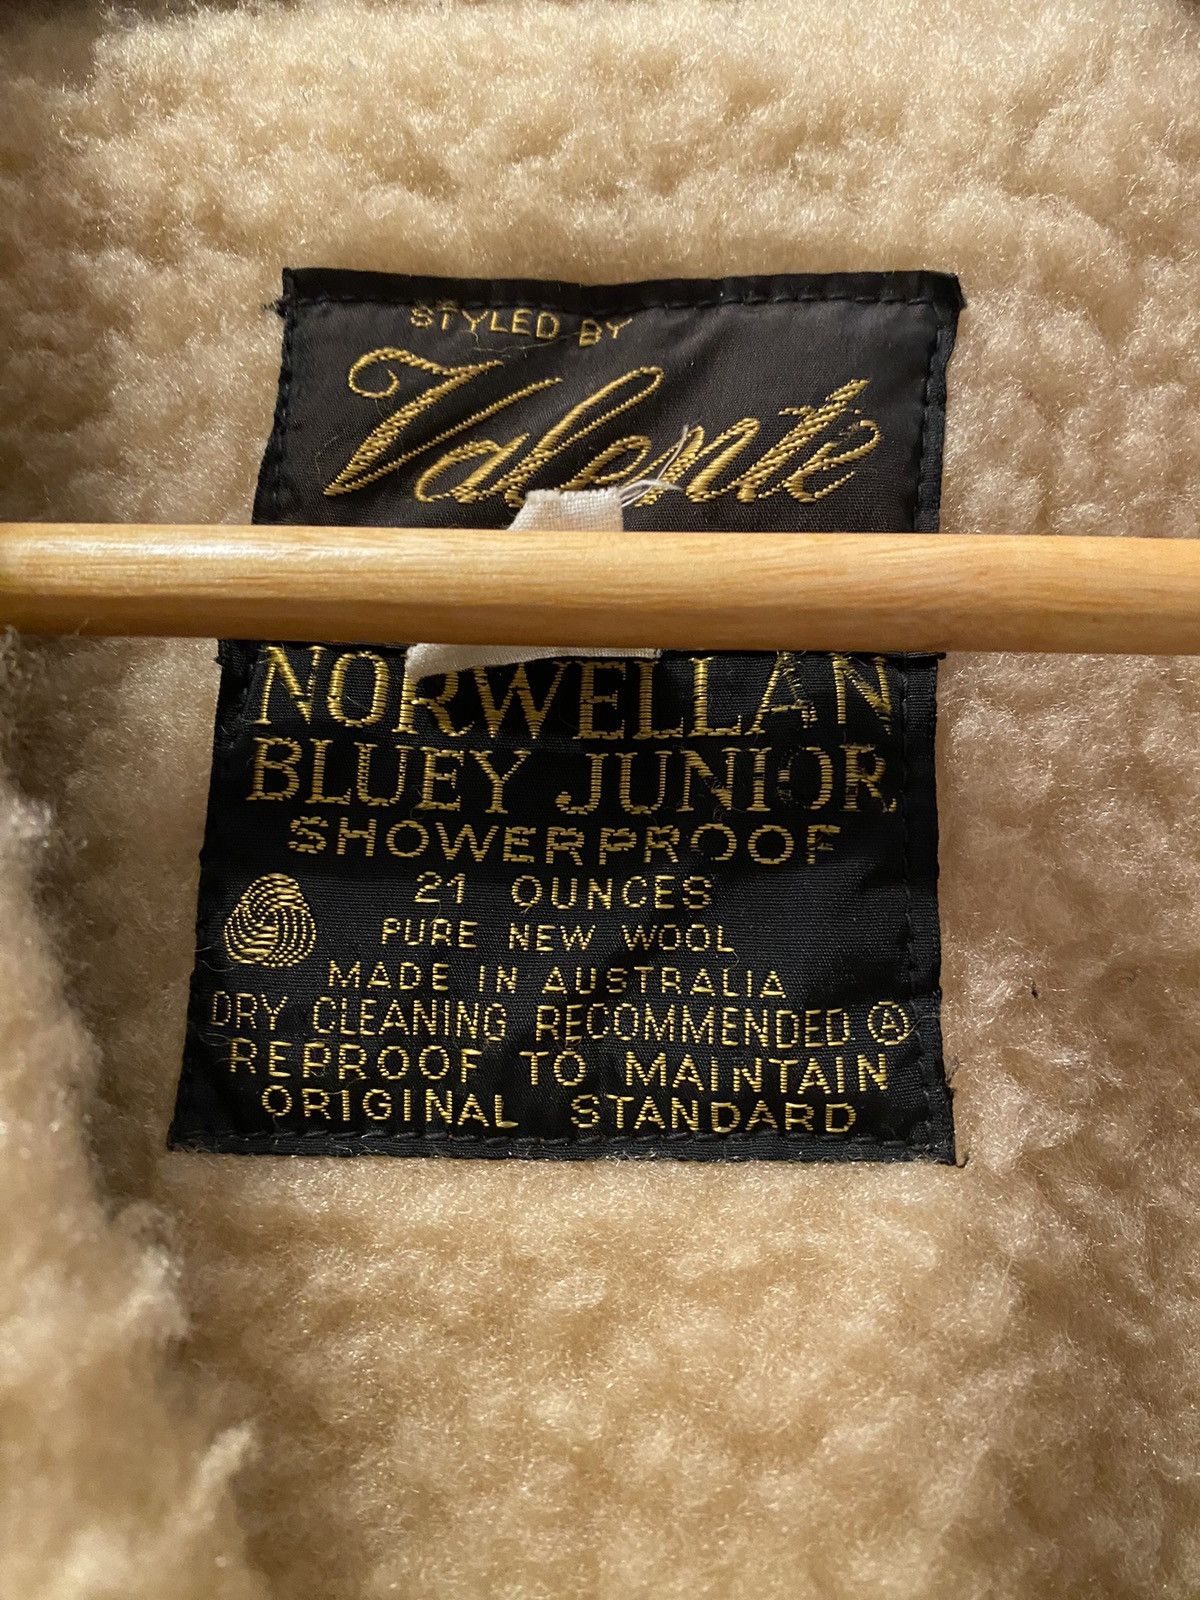 STYLED BY
Valente
NORWELLAN
BLUEY JUNIOR
SHOWERPROOF
21 OUNCES
PURE NEW WOOL
MADE IN AUSTRALIA
DRY CLEANING RECOMMENDED Ⓐ
REPROOF TO MAINTAIN
ORIGINAL STANDARD